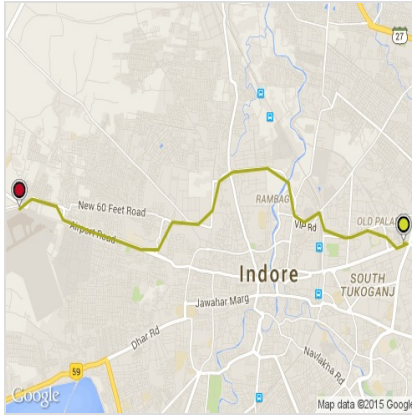 27
New 60 Feet Road
RAMBAG
OLD PALA
VIP Rd
Airport Road
Indore
SOUTH
TUKOGANJ
Jawahar Marg
Dhar Rd
Navlakha Rd
59
Google
Map data ©2015 Google